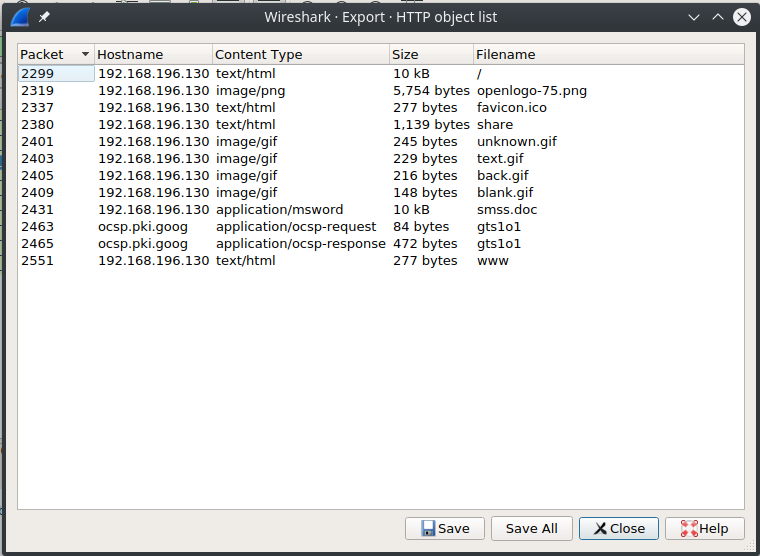 Wireshark · Export · HTTP object list
Packet Hostname Content Type Size Filename
2299 192.168.196.130 text/html 10 kB /
2319 192.168.196.130 image/png 5,754 bytes openlogo-75.png
2337 192.168.196.130 text/html 277 bytes favicon.ico
2380 192.168.196.130 text/html 1,139 bytes share
2401 192.168.196.130 image/gif 245 bytes unknown.gif
2403 192.168.196.130 image/gif 229 bytes text.gif
2405 192.168.196.130 image/gif 216 bytes back.gif
2409 192.168.196.130 image/gif 148 bytes blank.gif
2431 192.168.196.130 application/msword 10 kB smss.doc
2463 ocsp.pki.goog application/ocsp-request 84 bytes gts1o1
2465 ocsp.pki.goog application/ocsp-response 472 bytes gts1o1
2551 192.168.196.130 text/html 277 bytes www
Save Save All Close Help